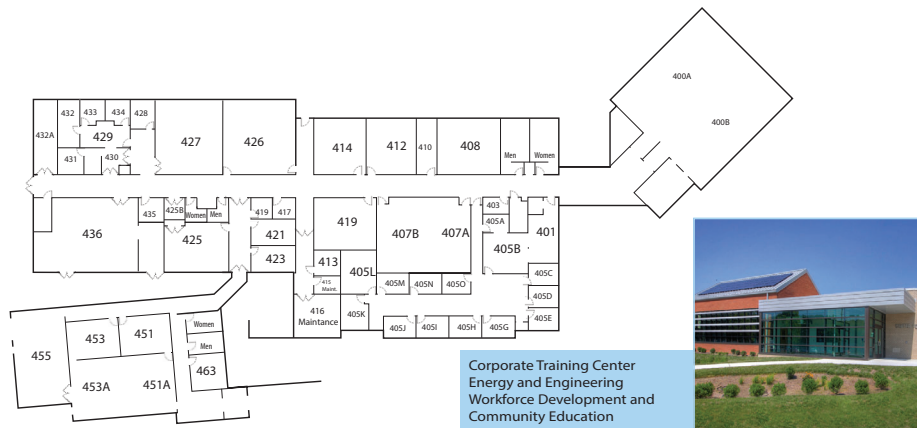 400A
400B
432
433
434
428
432A
429
427
426
414
412
410
408
431
430
Men
Women
403
435
425B
Women
Men
419
417
419
405A
401
436
425
421
407B
407A
405B
423
413
405L
405C
415
Maint.
405M
405N
405O
405D
416
Maintance
405K
405E
405J
405I
405H
405G
Women
453
451
Men
455
463
453A
451A
Corporate Training Center
Energy and Engineering
Workforce Development and
Community Education